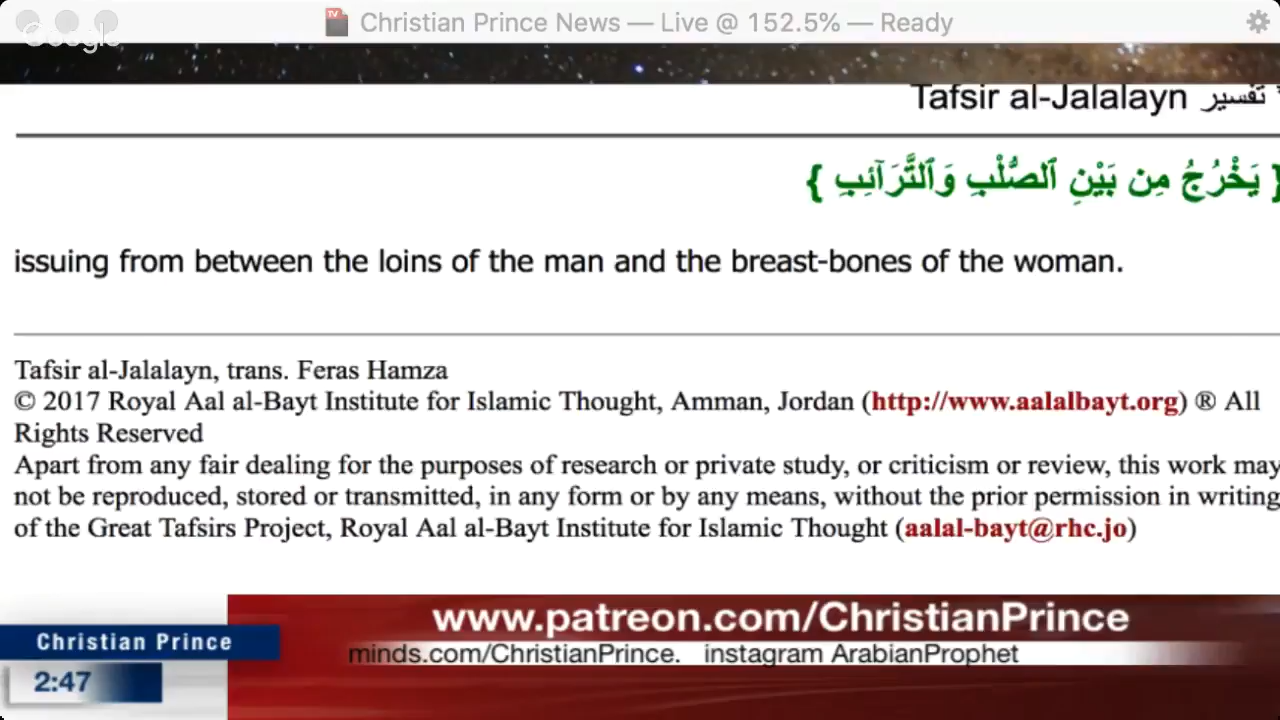 Christian Prince News — Live @ 152.5% — Ready
Google
Tafsir al-Jalalayn تفسير
{ يَخْرُجُ مِن بَيْنِ ٱلصُّلْبِ وَٱلتَّرَآئِبِ }
issuing from between the loins of the man and the breast-bones of the woman.
Tafsir al-Jalalayn, trans. Feras Hamza
© 2017 Royal Aal al-Bayt Institute for Islamic Thought, Amman, Jordan (http://www.aalalbayt.org) ® All
Rights Reserved
Apart from any fair dealing for the purposes of research or private study, or criticism or review, this work may
not be reproduced, stored or transmitted, in any form or by any means, without the prior permission in writing
of the Great Tafsirs Project, Royal Aal al-Bayt Institute for Islamic Thought (aalal-bayt@rhc.jo)
www.patreon.com/ChristianPrince
Christian Prince
minds.com/ChristianPrince. instagram ArabianProphet
2:47